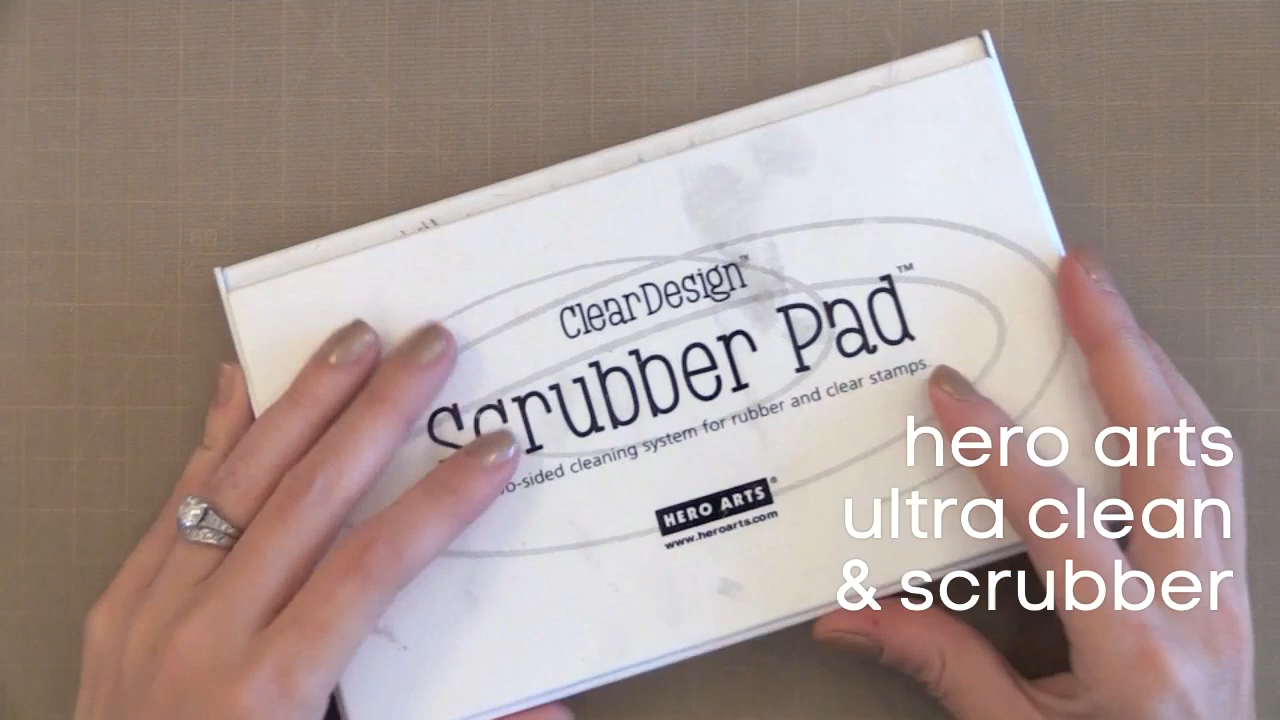 ClearDesign™
Scrubber Pad™
-sided cleaning system for rubber and clear stamps
HERO ARTS®
www.heroarts.com
hero arts
ultra clean
& scrubber
60